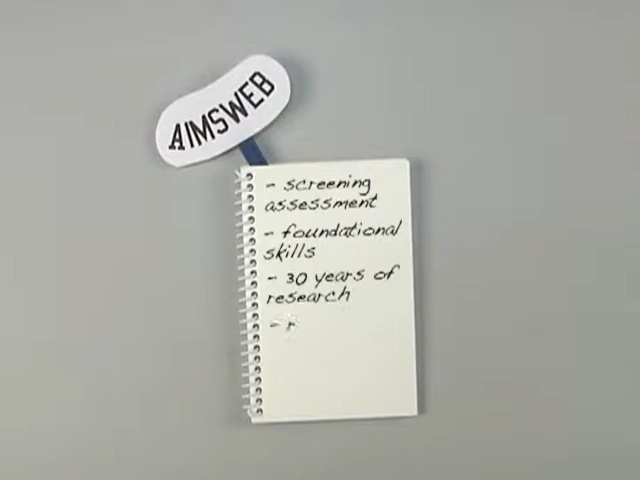 AIMSWEB
- screening
assessment
- foundational
skills
- 30 years of
research
-